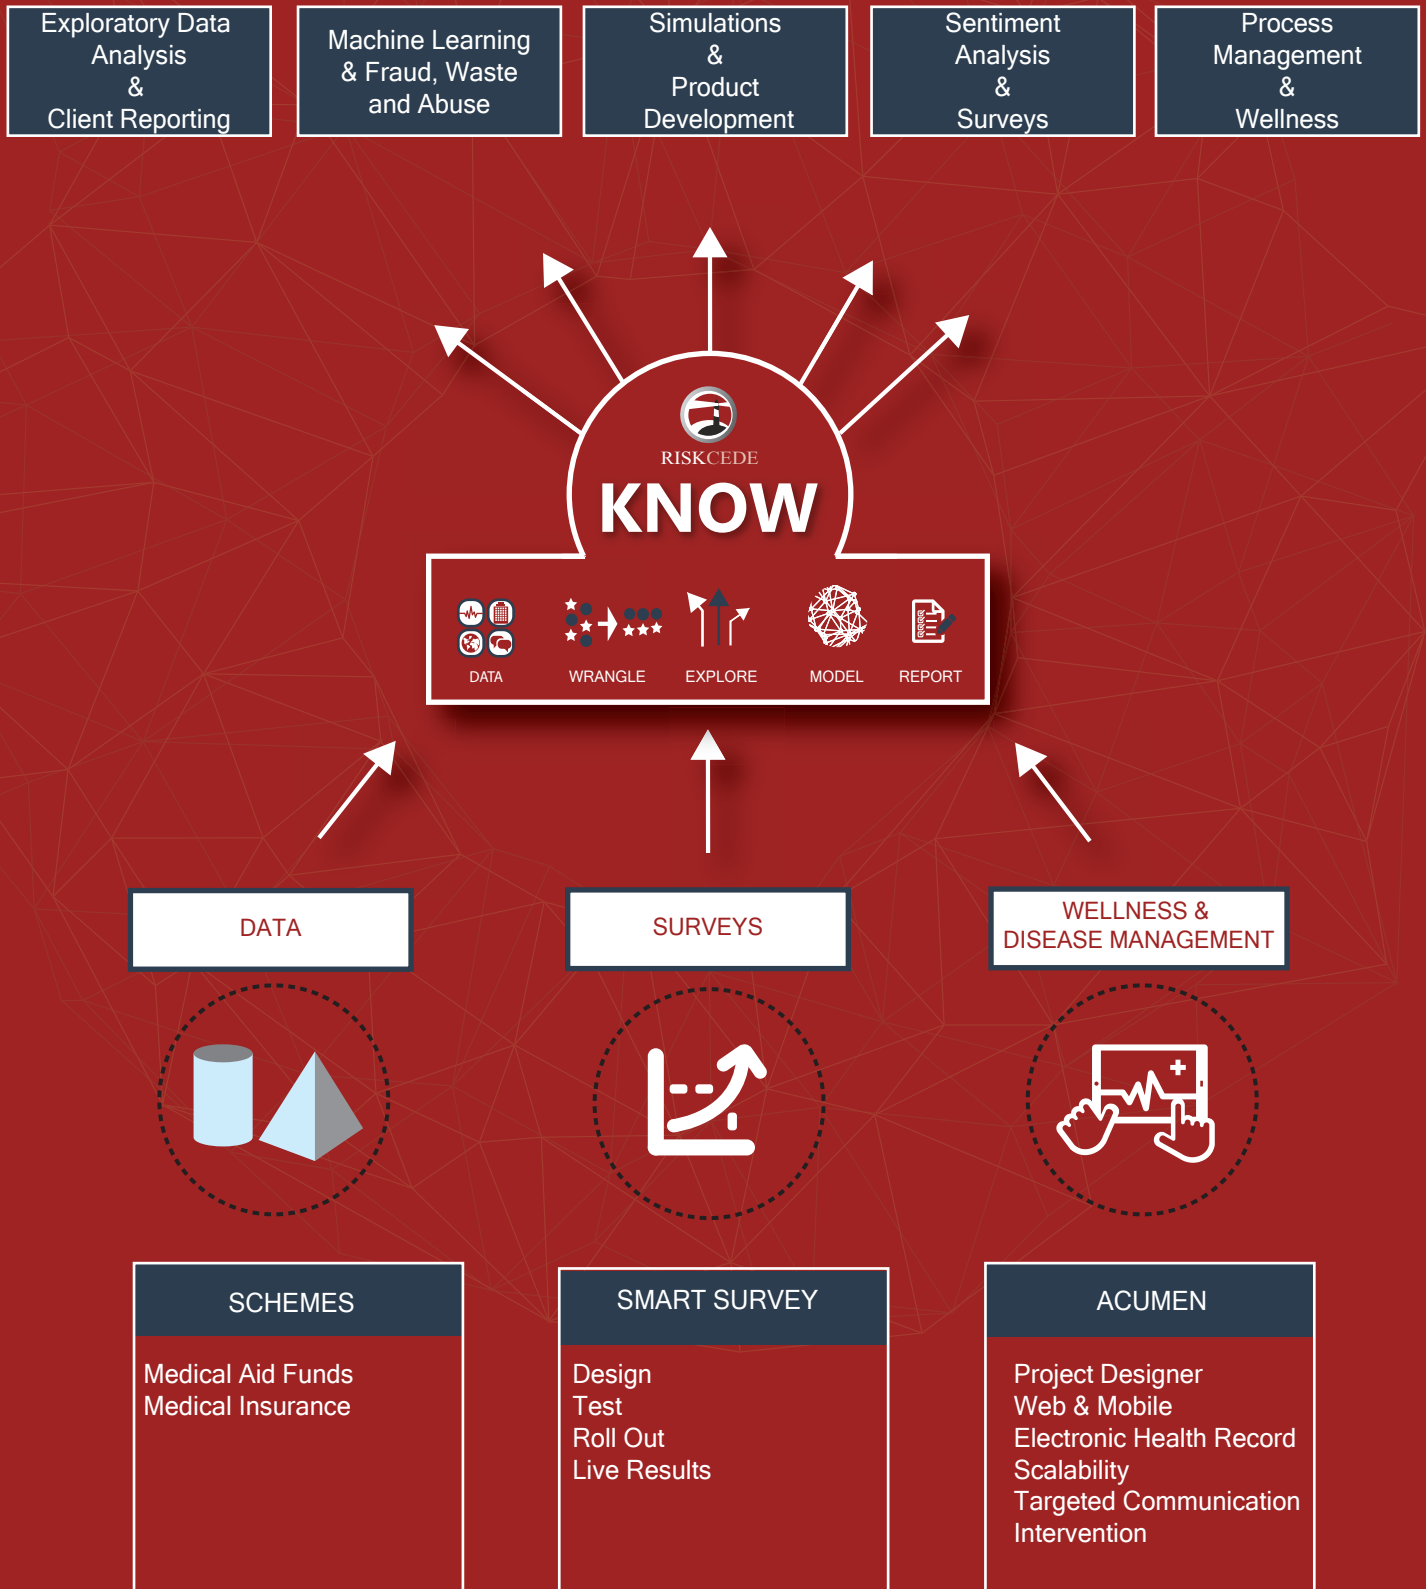 Exploratory Data
Analysis
&
Client Reporting
Machine Learning
& Fraud, Waste
and Abuse
Simulations
&
Product
Development
Sentiment
Analysis
&
Surveys
Process
Management
&
Wellness
RISKCEDE
KNOW
DATA
WRANGLE
EXPLORE
MODEL
REPORT
DATA
SURVEYS
WELLNESS &
DISEASE MANAGEMENT
SCHEMES
Medical Aid Funds
Medical Insurance
SMART SURVEY
Design
Test
Roll Out
Live Results
ACUMEN
Project Designer
Web & Mobile
Electronic Health Record
Scalability
Targeted Communication
Intervention